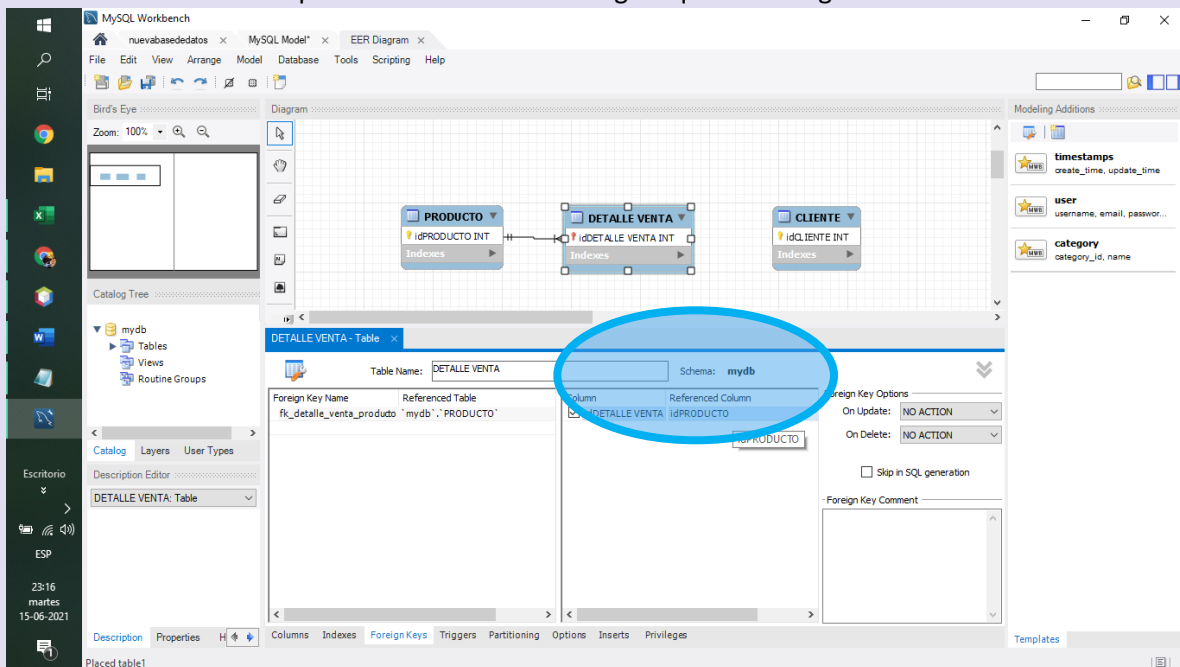 MySQL Workbench
nuevabasededatos × MySQL Model* × EER Diagram ×
File Edit View Arrange Model Database Tools Scripting Help
Bird's Eye
Diagram
Modeling Additions
Zoom: 100%
timestamps
create_time, update_time
user
username, email, passwor...
category
category_id, name
PRODUCTO
idPRODUCTO INT
Indexes
DETALLE VENTA
idDETALLE VENTA INT
Indexes
CLIENTE
idCLIENTE INT
Indexes
Catalog Tree
mydb
Tables
Views
Routine Groups
Catalog Layers User Types
Description Editor
DETALLE VENTA: Table
Description Properties H
DETALLE VENTA - Table ×
Table Name: DETALLE VENTA
Schema: mydb
Foreign Key Name Referenced Table
fk_detalle_venta_producto `mydb`.`PRODUCTO`
Column Referenced Column
idDETALLE VENTA idPRODUCTO
idPRODUCTO
Foreign Key Options
On Update: NO ACTION
On Delete: NO ACTION
Skip in SQL generation
Foreign Key Comment
Columns Indexes Foreign Keys Triggers Partitioning Options Inserts Privileges
Templates
Placed table1
Escritorio
ESP
23:16
martes
15-06-2021
1